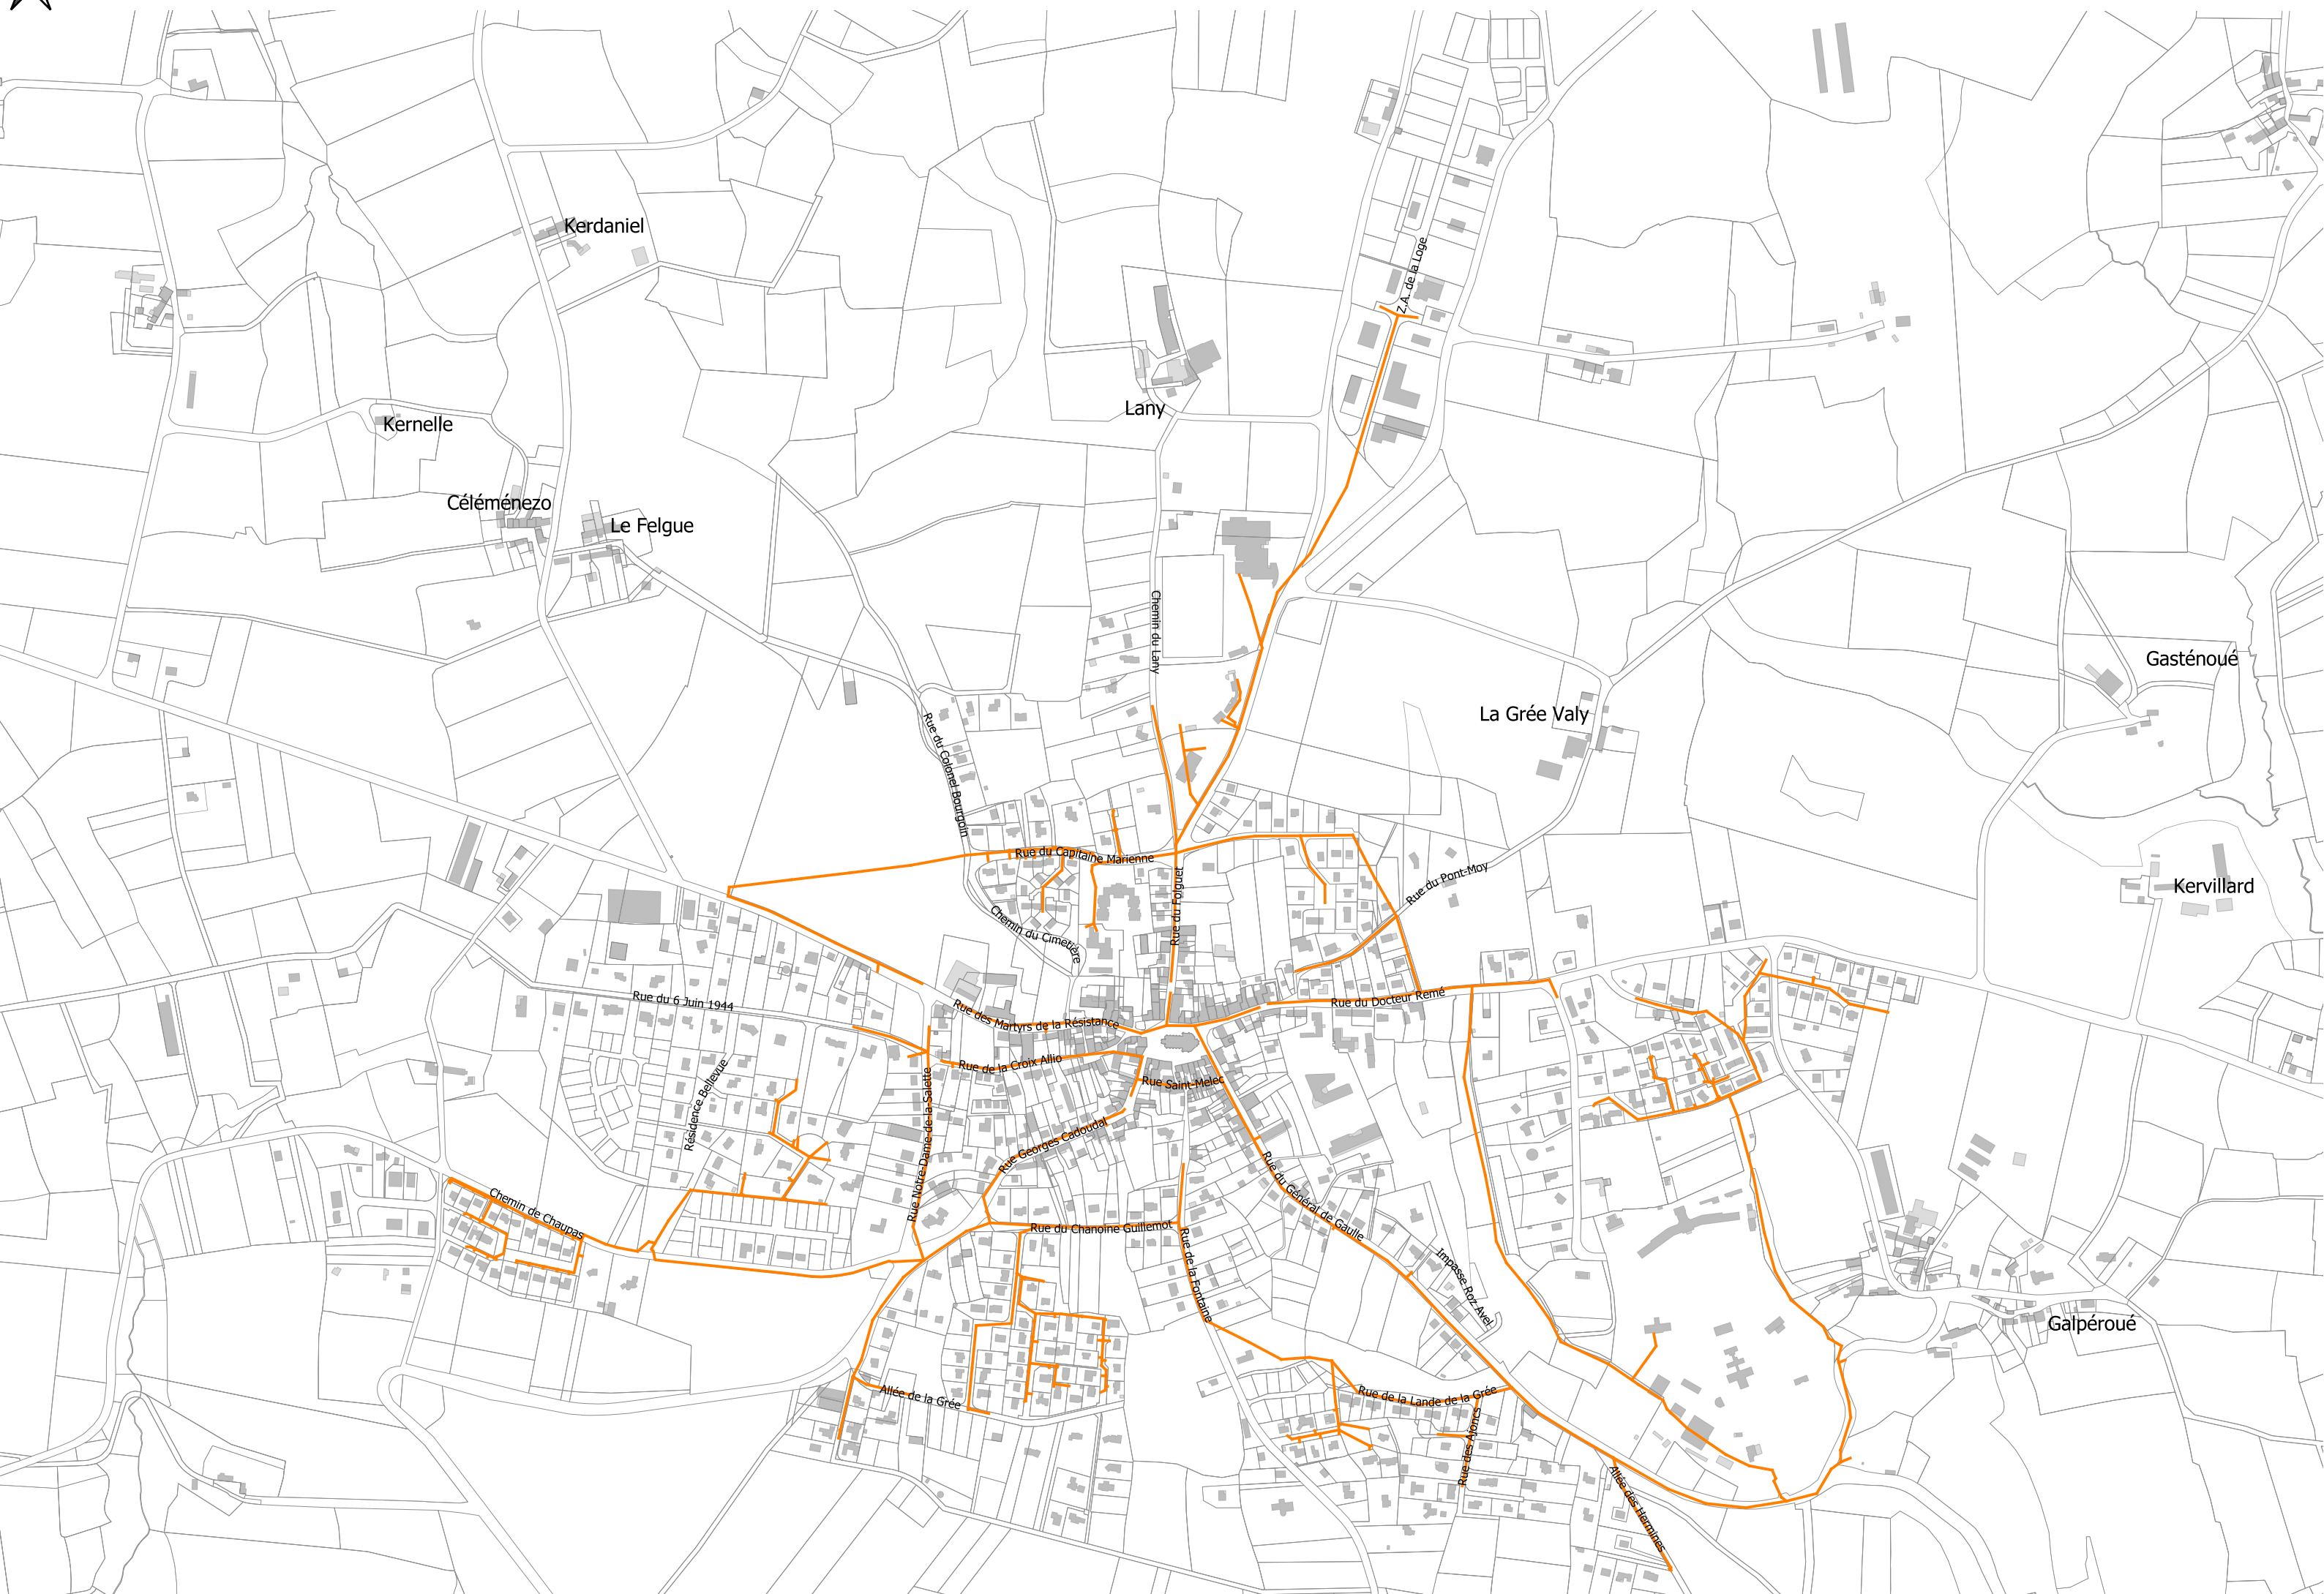 Kerdaniel
Z.A. de la Loge
Lany
Kernelle
Céléménezo
Le Felgue
Chemin du Lany
Gasténoué
La Grée Valy
Rue du Colonel Bourgoin
Rue du Capitaine Marienne
Rue du Pont-Moy
Kervillard
Rue du Folguet
Chemin du Cimetière
Rue du 6 Juin 1944
Rue des Martyrs de la Résistance
Rue du Docteur Remé
Rue de la Croix Allio
Rue Saint-Melec
Résidence Bellevue
Rue Notre-Dame-de-la-Salette
Rue Georges Cadoudal
Rue du Général de Gaulle
Chemin de Chaupas
Rue du Chanoine Guillemot
Rue de la Fontaine
Impasse Roz Avel
Galpéroué
Allée de la Grée
Rue de la Lande de la Grée
Rue des Ajoncs
Allée des Hermines